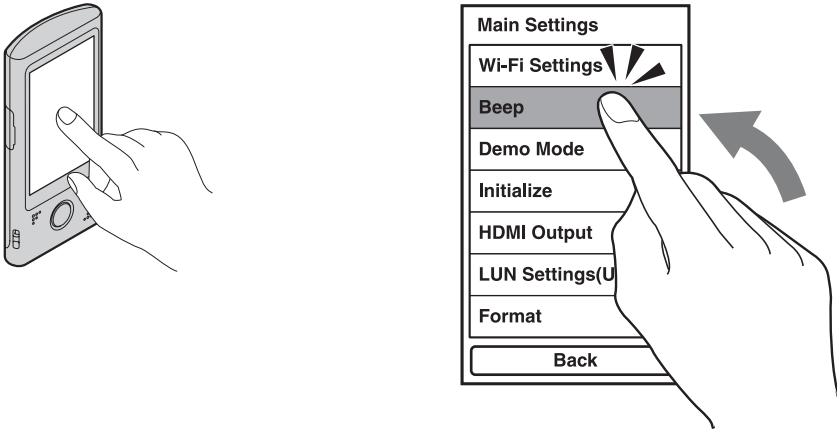 Main Settings
Wi-Fi Settings
Beep
Demo Mode
Initialize
HDMI Output
LUN Settings(U
Format
Back